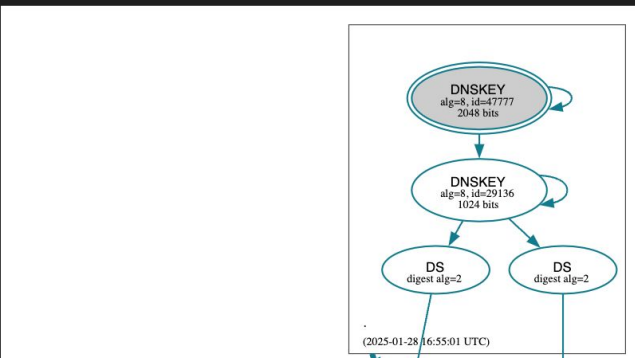 DNSKEY
alg=8, id=47777
2048 bits
DNSKEY
alg=8, id=29136
1024 bits
DS
digest alg=2
DS
digest alg=2
.
(2025-01-28 16:55:01 UTC)